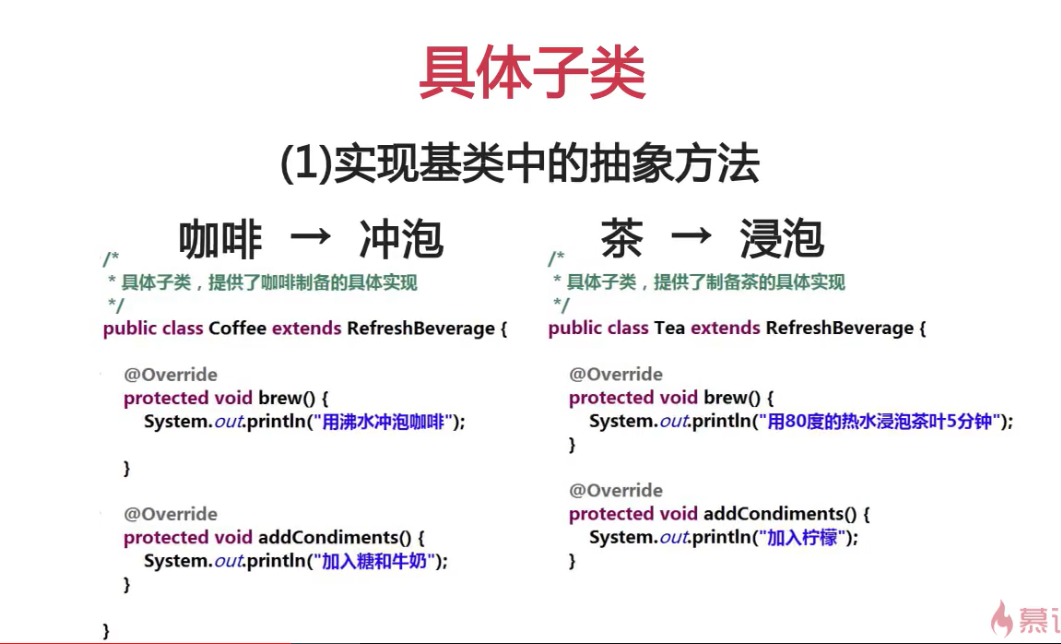 具体子类
(1)实现基类中的抽象方法
咖啡 → 冲泡
/*
* 具体子类，提供了咖啡制备的具体实现
*/
public class Coffee extends RefreshBeverage {
@Override
protected void brew() {
System.out.println("用沸水冲泡咖啡");
}
@Override
protected void addCondiments() {
System.out.println("加入糖和牛奶");
}
}
茶 → 浸泡
/*
* 具体子类，提供了制备茶的具体实现
*/
public class Tea extends RefreshBeverage {
@Override
protected void brew() {
System.out.println("用80度的热水浸泡茶叶5分钟");
}
@Override
protected void addCondiments() {
System.out.println("加入柠檬");
}
慕